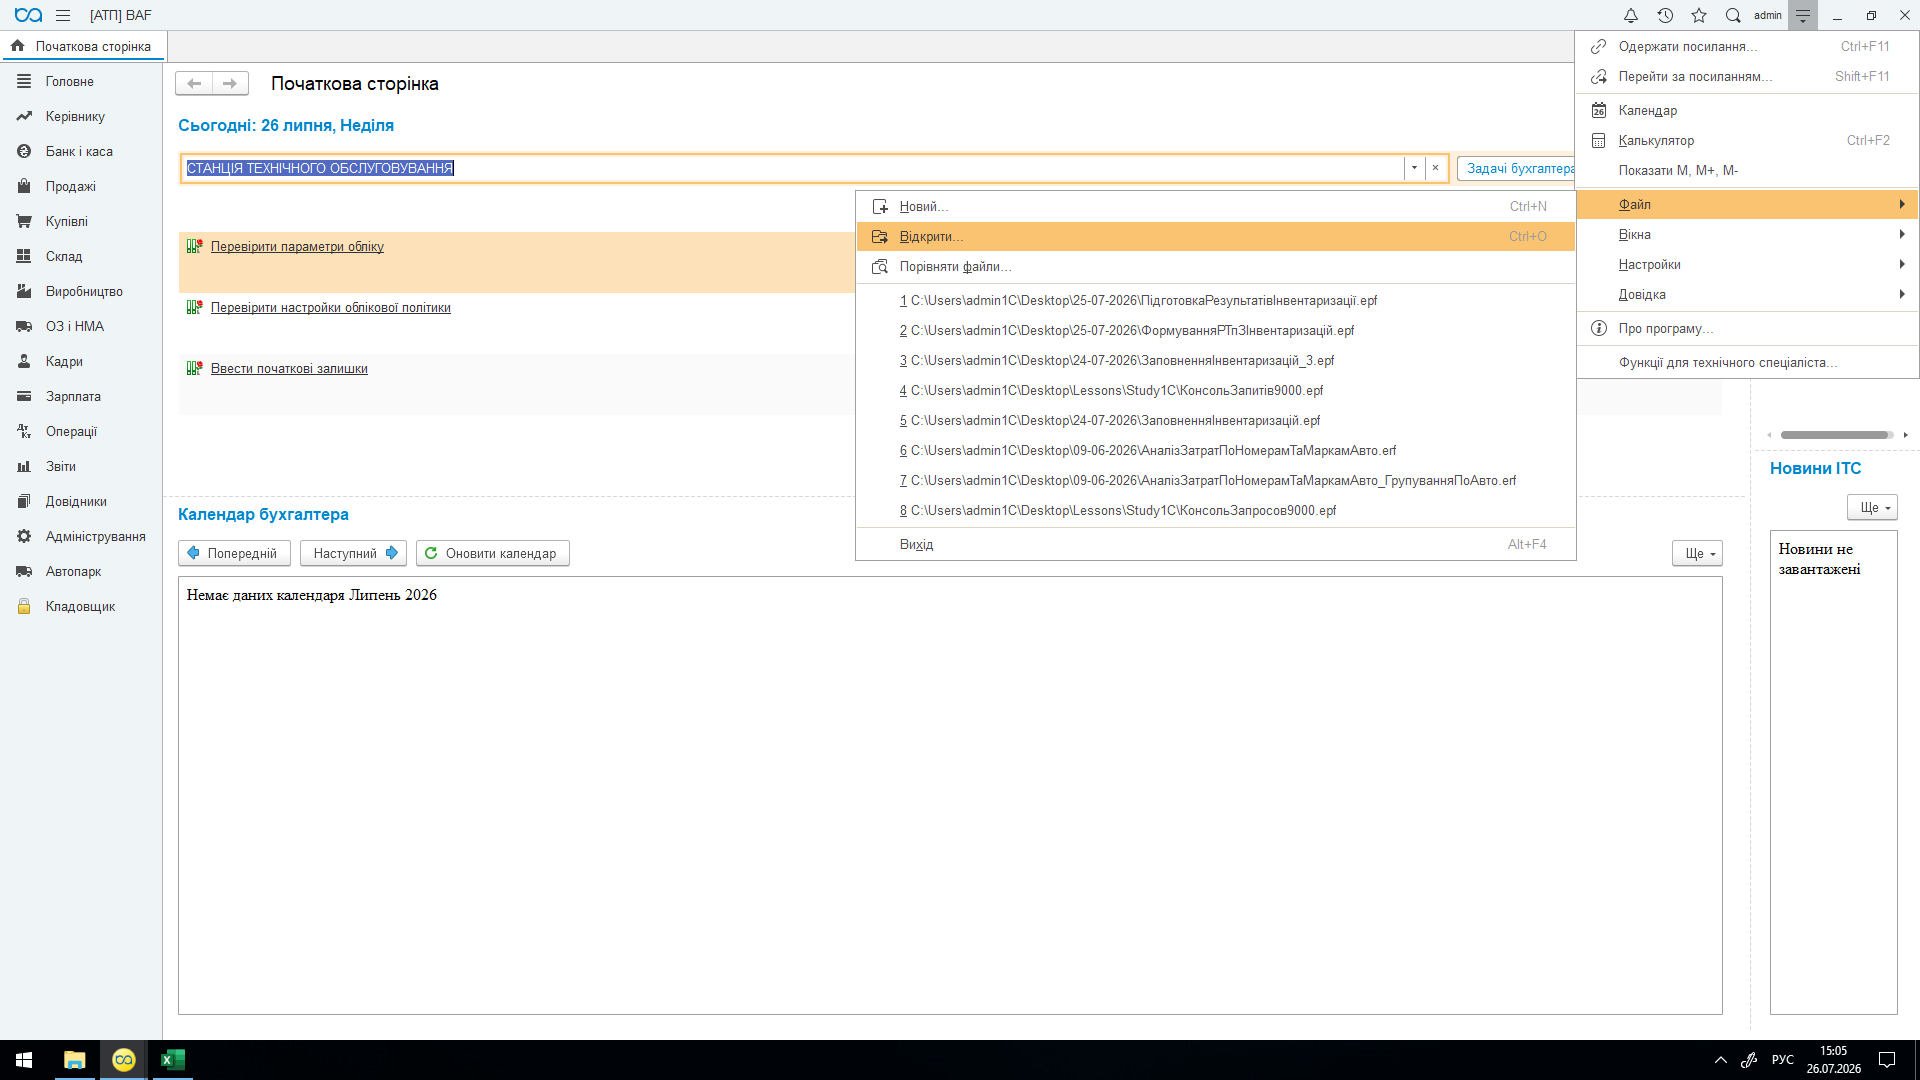 [АТП] BAF
admin
Початкова сторінка
Головне
Керівнику
Банк і каса
Продажі
Купівлі
Склад
Виробництво
ОЗ і НМА
Кадри
Зарплата
Операції
Звіти
Довідники
Адміністрування
Автопарк
Кладовщик
Початкова сторінка
Сьогодні: 26 липня, Неділя
СТАНЦІЯ ТЕХНІЧНОГО ОБСЛУГОВУВАННЯ
Задачі бухгалтера
Перевірити параметри обліку
Перевірити настройки облікової політики
Ввести початкові залишки
Новий... Ctrl+N
Відкрити... Ctrl+O
Порівняти файли...
1 C:\Users\admin1C\Desktop\25-07-2026\ПідготовкаРезультатівІнвентаризації.epf
2 C:\Users\admin1C\Desktop\25-07-2026\ФормуванняРТпЗІнвентаризацій.epf
3 C:\Users\admin1C\Desktop\24-07-2026\ЗаповненняІнвентаризацій_3.epf
4 C:\Users\admin1C\Desktop\Lessons\Study1C\КонсольЗапитів9000.epf
5 C:\Users\admin1C\Desktop\24-07-2026\ЗаповненняІнвентаризацій.epf
6 C:\Users\admin1C\Desktop\09-06-2026\АналізЗатратПоНомерамТаМаркамАвто.erf
7 C:\Users\admin1C\Desktop\09-06-2026\АналізЗатратПоНомерамТаМаркамАвто_ГрупуванняПоАвто.erf
8 C:\Users\admin1C\Desktop\Lessons\Study1C\КонсольЗапросов9000.epf
Вихід Alt+F4
Одержати посилання... Ctrl+F11
Перейти за посиланням... Shift+F11
26 Календар
Калькулятор Ctrl+F2
Показати M, M+, M-
Файл
Вікна
Настройки
Довідка
Про програму...
Функції для технічного спеціаліста...
Календар бухгалтера
Попередній
Наступний
Оновити календар
Ще
Немає даних календаря Липень 2026
Новини ІТС
Ще
Новини не
завантажені
РУС
15:05
26.07.2026